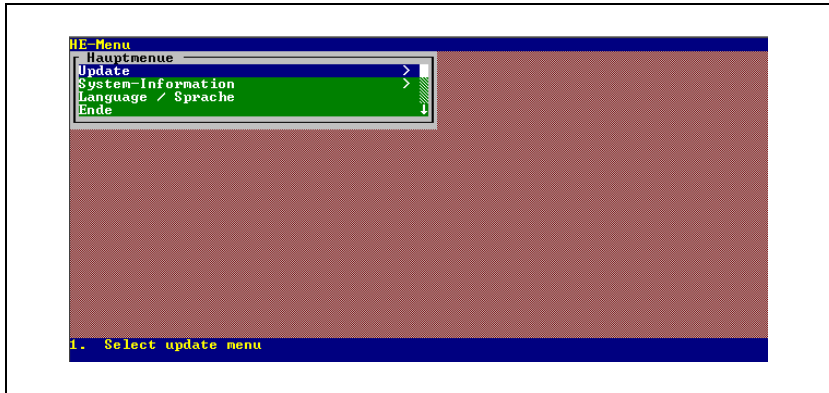 HE-Menu
Hauptmenue
Update >
System-Information >
Language / Sprache
Ende ↓
1. Select update menu